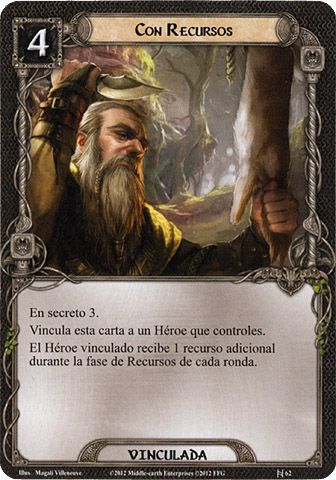 4
CON RECURSOS
En secreto 3.
Vincula esta carta a un Héroe que controles.
El Héroe vinculado recibe 1 recurso adicional
durante la fase de Recursos de cada ronda.
VINCULADA
Illus. Magali Villeneuve
©2012 Middle-earth Enterprises ©2012 FFG
62